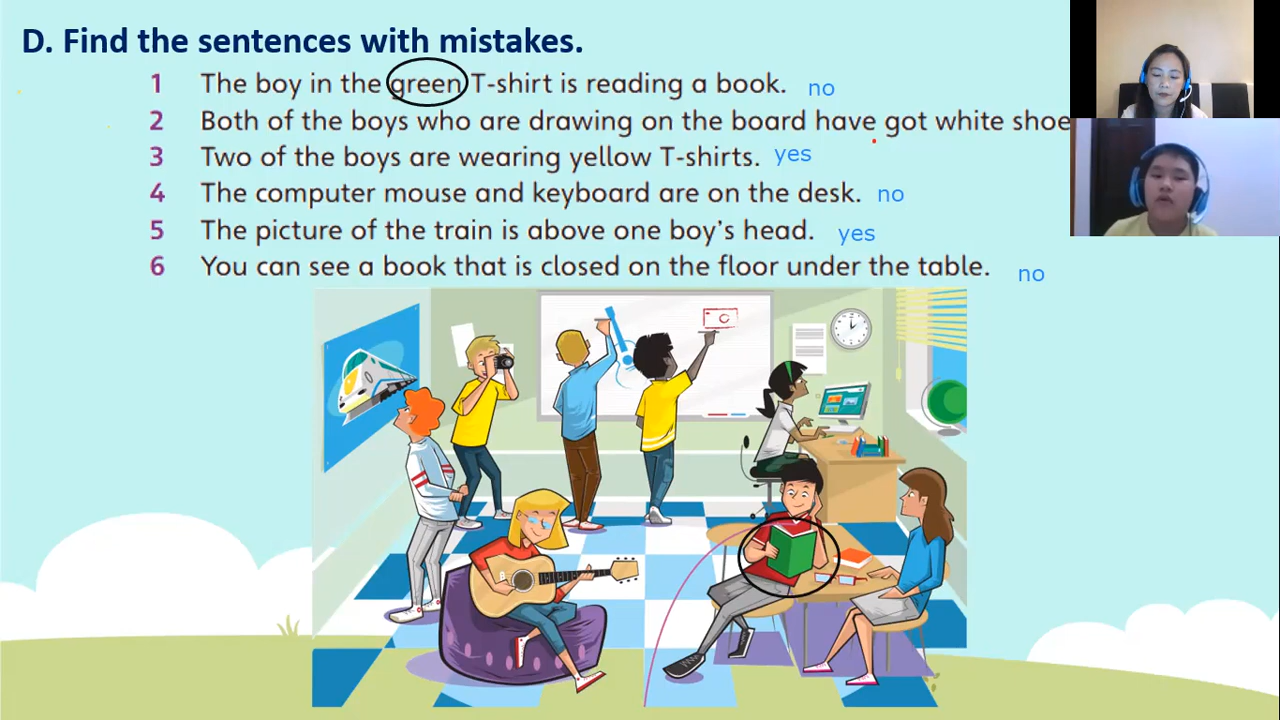 D. Find the sentences with mistakes.
1 The boy in the green T-shirt is reading a book. no
2 Both of the boys who are drawing on the board have got white shoe
3 Two of the boys are wearing yellow T-shirts. yes
4 The computer mouse and keyboard are on the desk. no
5 The picture of the train is above one boy's head. yes
6 You can see a book that is closed on the floor under the table. no